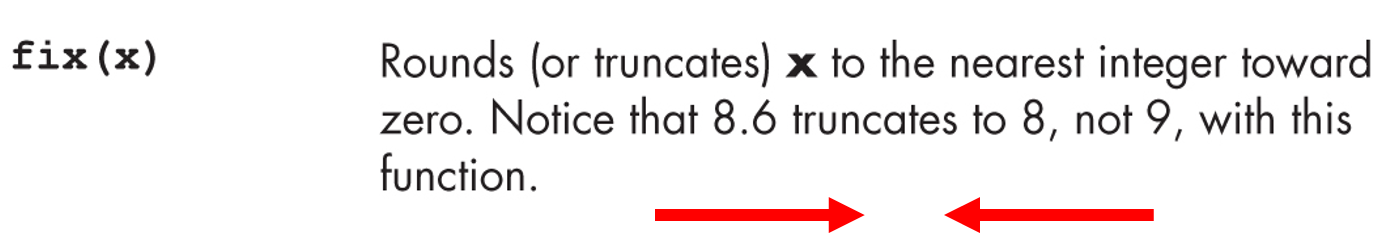 fix(x) Rounds (or truncates) x to the nearest integer toward
zero. Notice that 8.6 truncates to 8, not 9, with this
function.